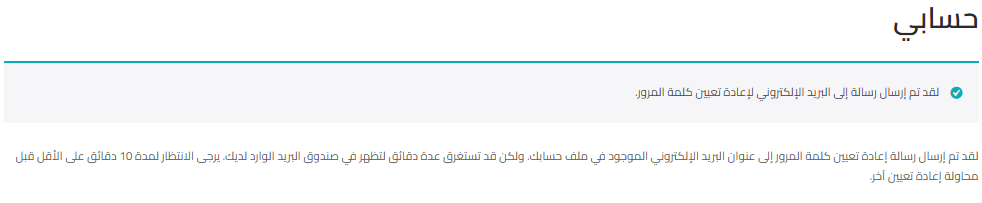 حسابي
لقد تم إرسال رسالة إلى البريد الإلكتروني لإعادة تعيين كلمة المرور.
لقد تم إرسال رسالة إعادة تعيين كلمة المرور إلى عنوان البريد الإلكتروني الموجود في ملف حسابك. ولكن قد تستغرق عدة دقائق لتظهر في صندوق البريد الوارد لديك. يرجى الانتظار لمدة 10 دقائق على الأقل قبل
محاولة إعادة تعيين آخر.